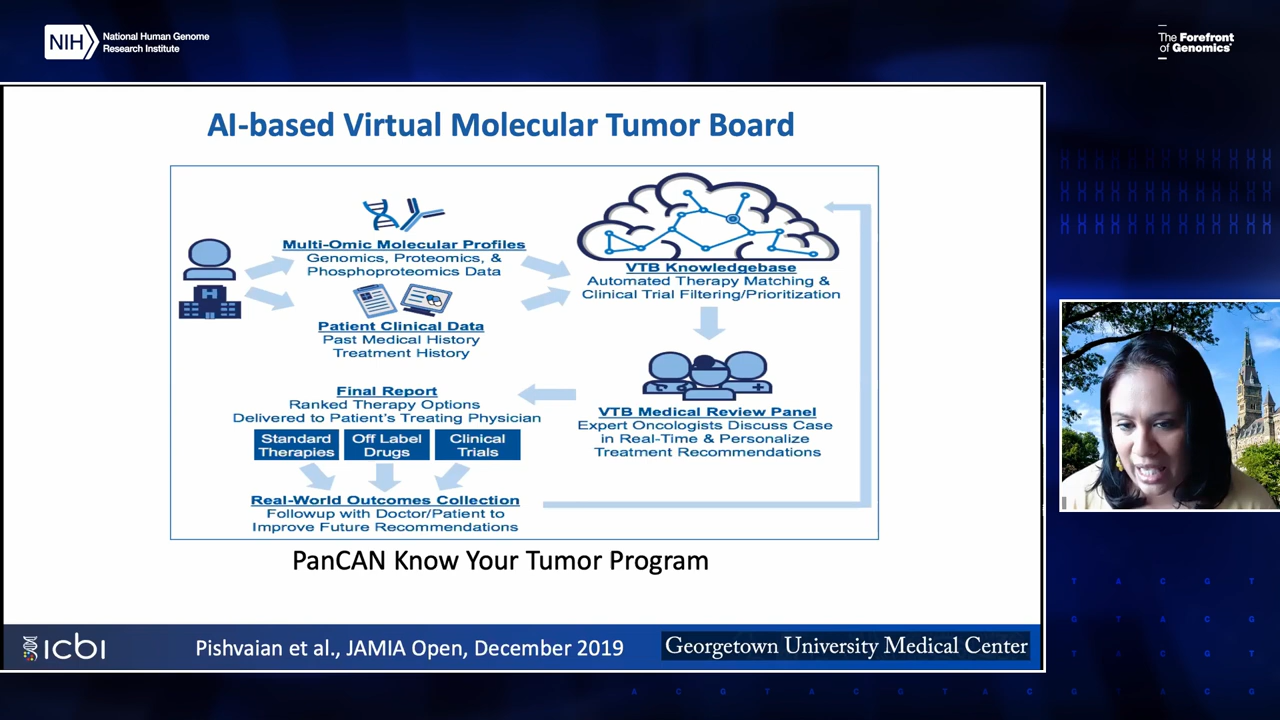 NIH
National Human Genome
Research Institute
The Forefront
of Genomics®
AI-based Virtual Molecular Tumor Board
Multi-Omic Molecular Profiles
Genomics, Proteomics, &
Phosphoproteomics Data
H
Patient Clinical Data
Past Medical History
Treatment History
VTB Knowledgebase
Automated Therapy Matching &
Clinical Trial Filtering/Prioritization
VTB Medical Review Panel
Expert Oncologists Discuss Case
in Real-Time & Personalize
Treatment Recommendations
Final Report
Ranked Therapy Options
Delivered to Patient's Treating Physician
Standard
Therapies
Off Label
Drugs
Clinical
Trials
Real-World Outcomes Collection
Followup with Doctor/Patient to
Improve Future Recommendations
PanCAN Know Your Tumor Program
icbi
Pishvaian et al., JAMIA Open, December 2019
Georgetown University Medical Center